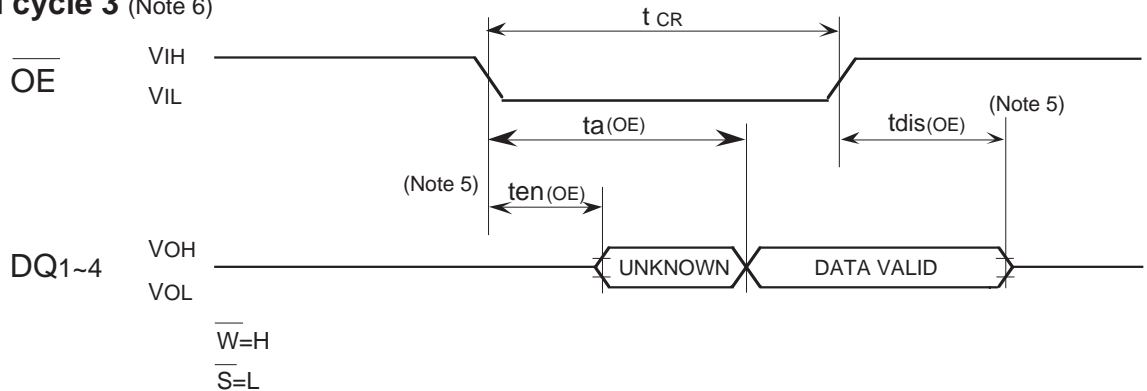 cycle 3 (Note 6)
t CR
OE
VIH
VIL
(Note 5)
ta(OE)
tdis(OE)
(Note 5)
ten(OE)
DQ1~4
VOH
VOL
UNKNOWN
DATA VALID
W=H
S=L